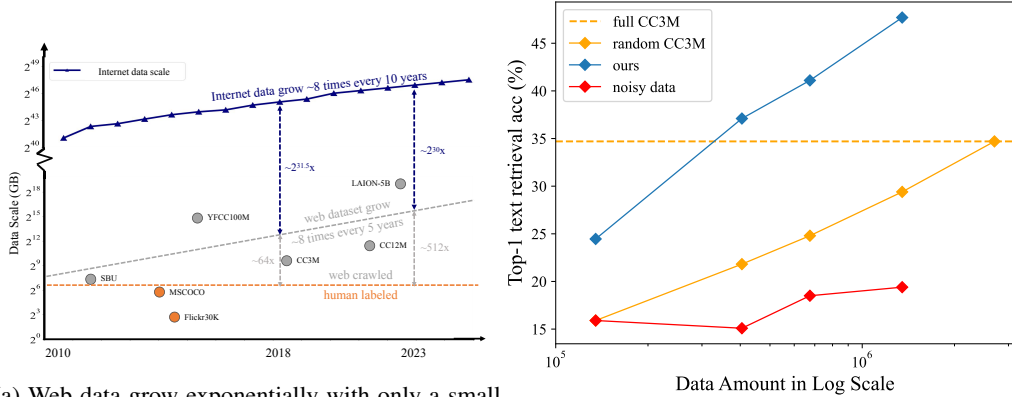 2^49
2^46
2^43
2^40
2^18
2^15
2^12
2^9
2^6
2^3
2^0
Data Scale (GB)
Internet data scale
Internet data grow ~8 times every 10 years
~2^31.5x
~2^30x
LAION-5B
YFCC100M
web dataset grow
~8 times every 5 years
CC12M
~512x
~64x
CC3M
SBU
web crawled
MSCOCO
human labeled
Flickr30K
2010
2018
2023
(a) Web data grow exponentially with only a small
full CC3M
random CC3M
ours
noisy data
Top-1 text retrieval acc (%)
45
40
35
30
25
20
15
10^5
10^6
Data Amount in Log Scale